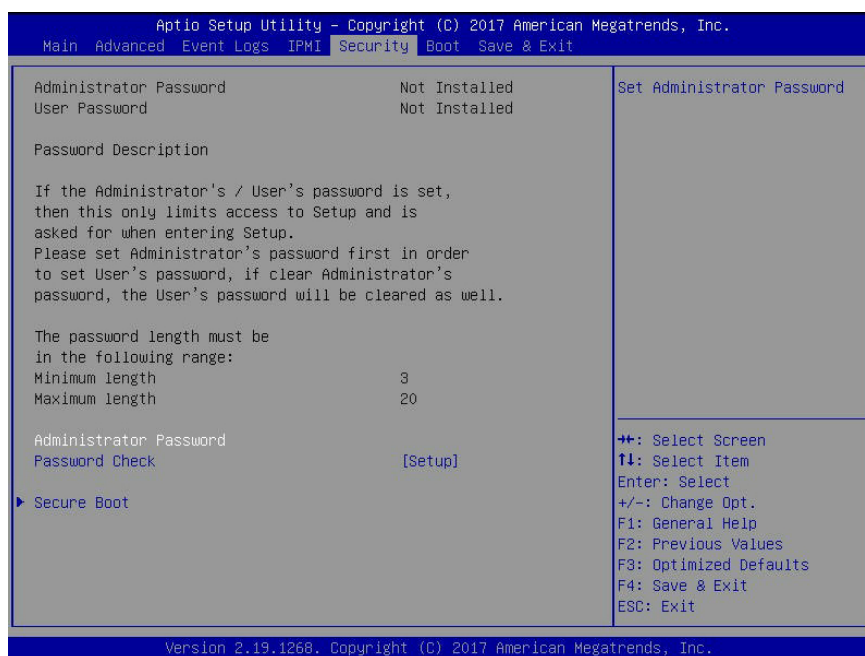 Aptio Setup Utility – Copyright (C) 2017 American Megatrends, Inc.
Main Advanced Event Logs IPMI Security Boot Save & Exit
Administrator Password Not Installed
User Password Not Installed
Password Description
If the Administrator's / User's password is set,
then this only limits access to Setup and is
asked for when entering Setup.
Please set Administrator's password first in order
to set User's password, if clear Administrator's
password, the User's password will be cleared as well.
The password length must be
in the following range:
Minimum length 3
Maximum length 20
Administrator Password
Password Check [Setup]
Secure Boot
Set Administrator Password
→←: Select Screen
↑↓: Select Item
Enter: Select
+/-: Change Opt.
F1: General Help
F2: Previous Values
F3: Optimized Defaults
F4: Save & Exit
ESC: Exit
Version 2.19.1268. Copyright (C) 2017 American Megatrends, Inc.